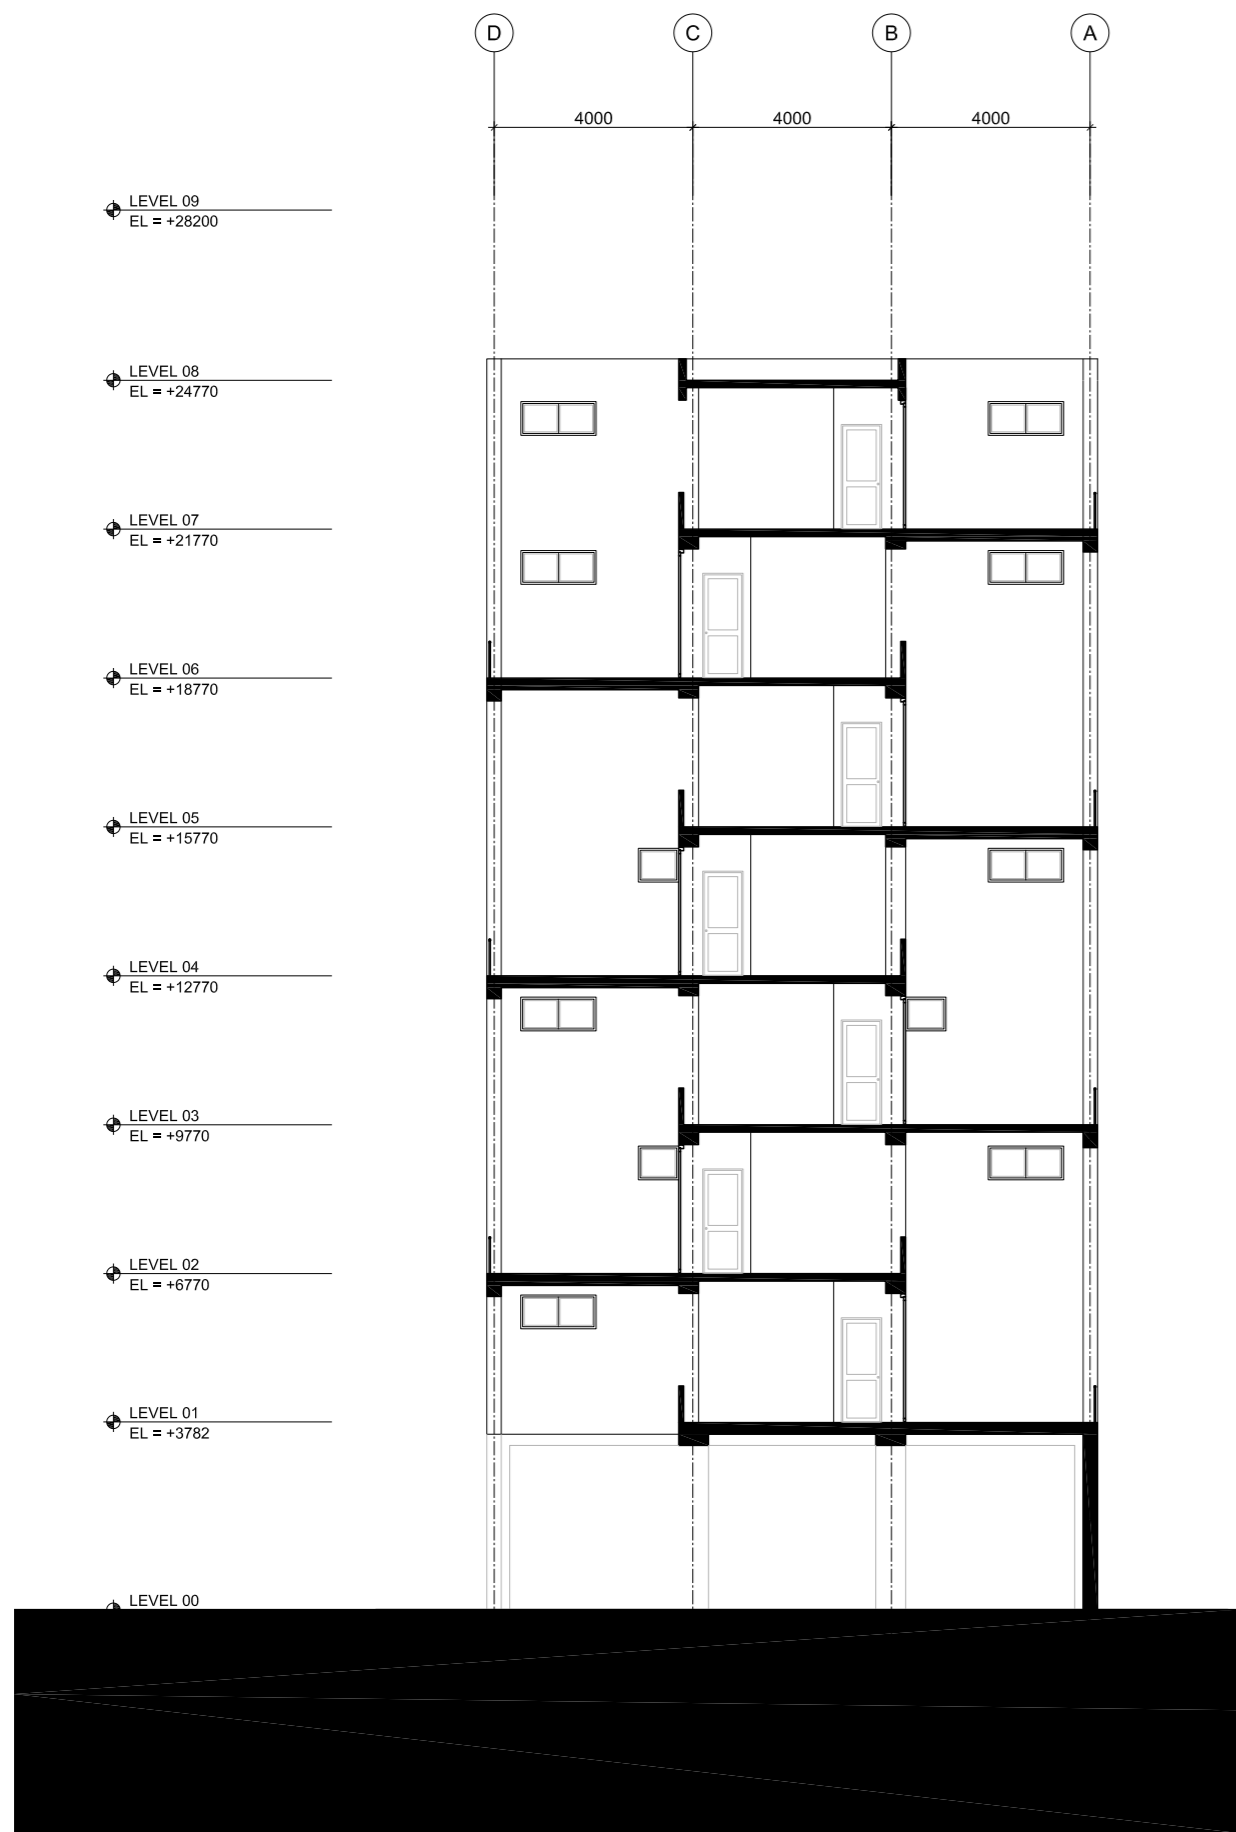 D C B A
4000 4000 4000
LEVEL 09
EL = +28200
LEVEL 08
EL = +24770
LEVEL 07
EL = +21770
LEVEL 06
EL = +18770
LEVEL 05
EL = +15770
LEVEL 04
EL = +12770
LEVEL 03
EL = +9770
LEVEL 02
EL = +6770
LEVEL 01
EL = +3782
LEVEL 00